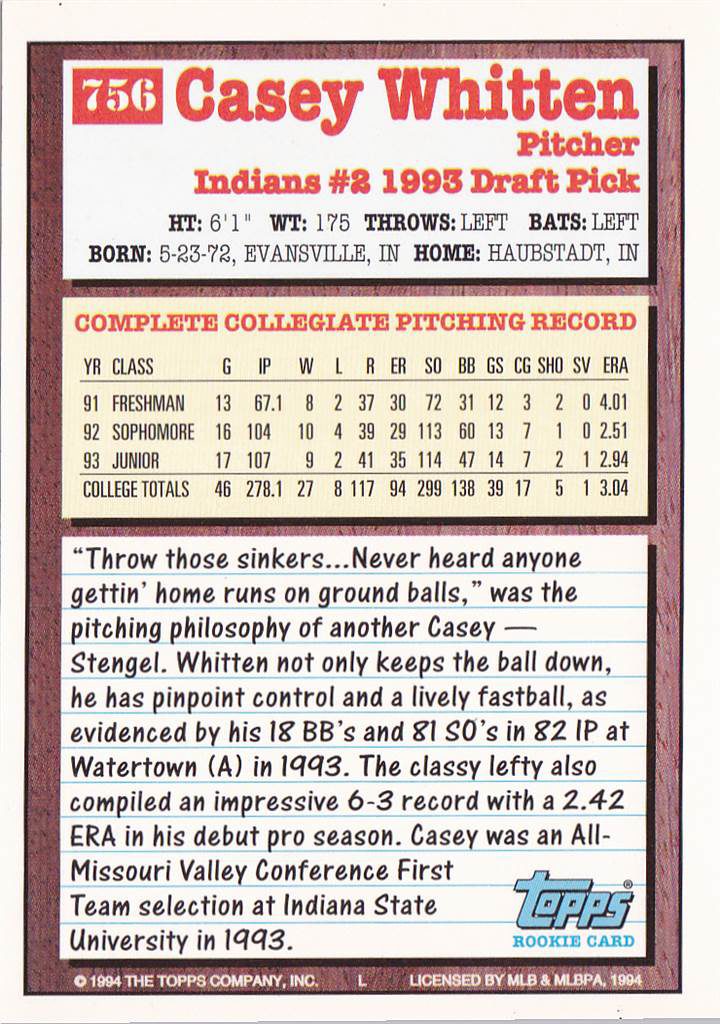 756 Casey Whitten
Pitcher
Indians #2 1993 Draft Pick
HT: 6'1" WT: 175 THROWS: LEFT BATS: LEFT
BORN: 5-23-72, EVANSVILLE, IN HOME: HAUBSTADT, IN
COMPLETE COLLEGIATE PITCHING RECORD
YR CLASS G IP W L R ER SO BB GS CG SHO SV ERA
91 FRESHMAN 13 67.1 8 2 37 30 72 31 12 3 2 0 4.01
92 SOPHOMORE 16 104 10 4 39 29 113 60 13 7 1 0 2.51
93 JUNIOR 17 107 9 2 41 35 114 47 14 7 2 1 2.94
COLLEGE TOTALS 46 278.1 27 8 117 94 299 138 39 17 5 1 3.04
“Throw those sinkers...Never heard anyone
gettin’ home runs on ground balls,” was the
pitching philosophy of another Casey —
Stengel. Whitten not only keeps the ball down,
he has pinpoint control and a lively fastball, as
evidenced by his 18 BB’s and 81 SO’s in 82 IP at
Watertown (A) in 1993. The classy lefty also
compiled an impressive 6-3 record with a 2.42
ERA in his debut pro season. Casey was an All-
Missouri Valley Conference First
Team selection at Indiana State
University in 1993.
Topps®
ROOKIE CARD
© 1994 THE TOPPS COMPANY, INC. L LICENSED BY MLB & MLBPA, 1994